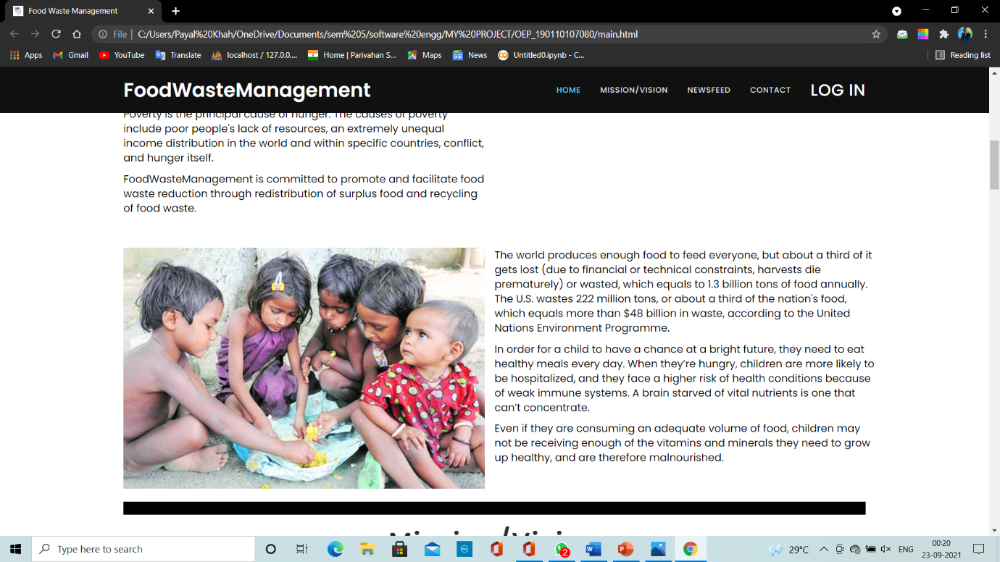 Food Waste Management
File | C:/Users/Payal%20Khah/OneDrive/Documents/sem%205/software%20engg/MY%20PROJECT/OEP_190110107080/main.html
Apps Gmail YouTube Translate localhost / 127.0.0.... Home | Parivahan S... Maps News Untitled0.ipynb - C... Reading list
FoodWasteManagement HOME MISSION/VISION NEWSFEED CONTACT LOG IN
Poverty is the principal cause of hunger. The causes of poverty
include poor people's lack of resources, an extremely unequal
income distribution in the world and within specific countries, conflict,
and hunger itself.
FoodWasteManagement is committed to promote and facilitate food
waste reduction through redistribution of surplus food and recycling
of food waste.
The world produces enough food to feed everyone, but about a third of it
gets lost (due to financial or technical constraints, harvests die
prematurely) or wasted, which equals to 1.3 billion tons of food annually.
The U.S. wastes 222 million tons, or about a third of the nation's food,
which equals more than $48 billion in waste, according to the United
Nations Environment Programme.
In order for a child to have a chance at a bright future, they need to eat
healthy meals every day. When they’re hungry, children are more likely to
be hospitalized, and they face a higher risk of health conditions because
of weak immune systems. A brain starved of vital nutrients is one that
can’t concentrate.
Even if they are consuming an adequate volume of food, children may
not be receiving enough of the vitamins and minerals they need to grow
up healthy, and are therefore malnourished.
Type here to search
2
29°C ENG
00:20
23-09-2021